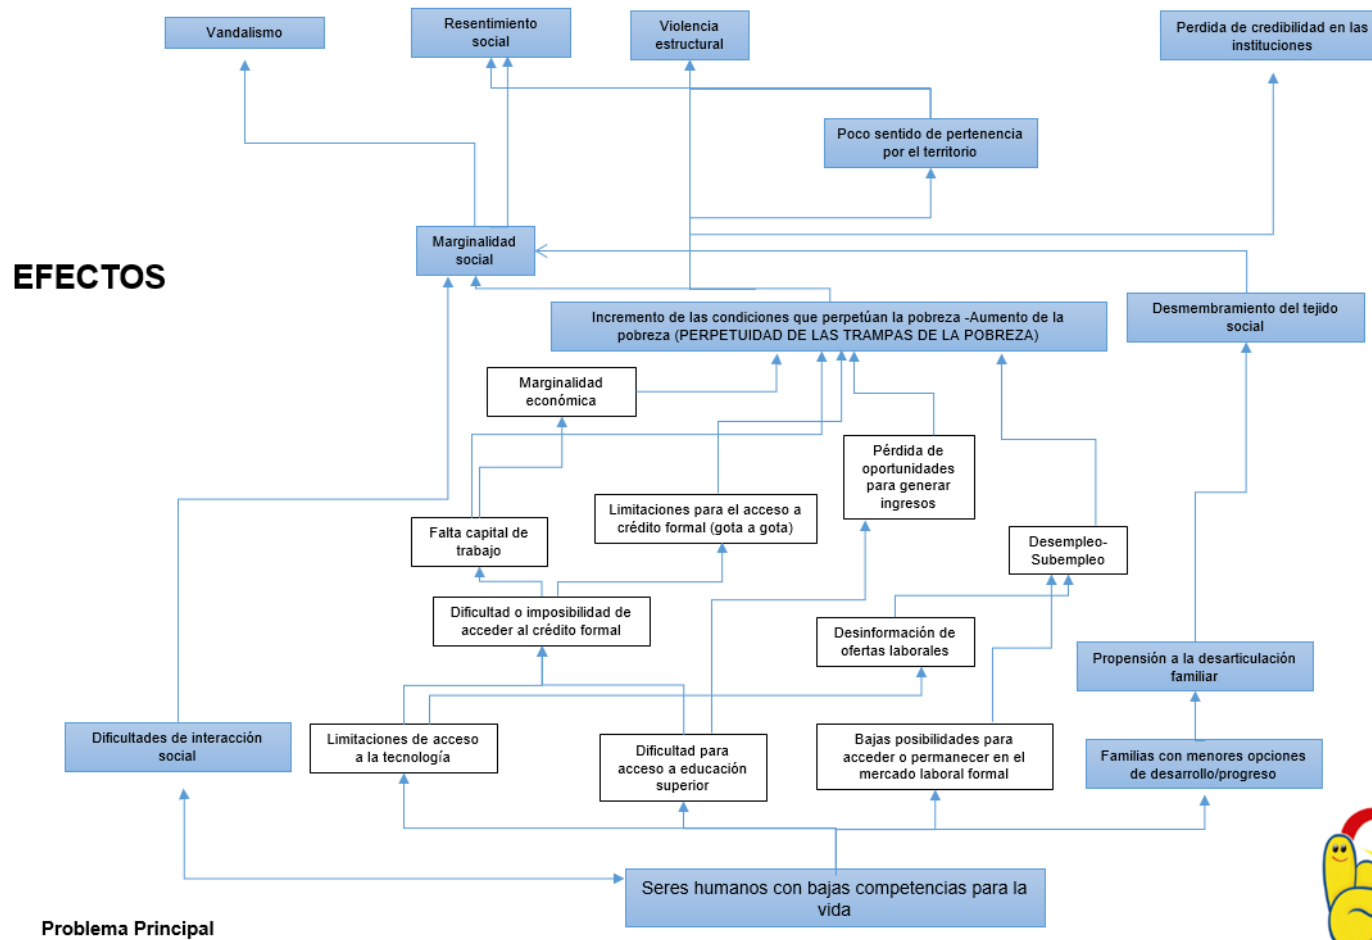 Vandalismo
Resentimiento
social
Violencia
estructural
Perdida de credibilidad en las
instituciones
Poco sentido de pertenencia
por el territorio
Marginalidad
social
EFECTOS
Incremento de las condiciones que perpetúan la pobreza -Aumento de la
pobreza (PERPETUIDAD DE LAS TRAMPAS DE LA POBREZA)
Desmembramiento del tejido
social
Marginalidad
económica
Pérdida de
oportunidades
para generar
ingresos
Limitaciones para el acceso a
crédito formal (gota a gota)
Falta capital de
trabajo
Desempleo-
Subempleo
Dificultad o imposibilidad de
acceder al crédito formal
Desinformación de
ofertas laborales
Propensión a la desarticulación
familiar
Dificultades de interacción
social
Limitaciones de acceso
a la tecnología
Dificultad para
acceso a educación
superior
Bajas posibilidades para
acceder o permanecer en el
mercado laboral formal
Familias con menores opciones
de desarrollo/progreso
Seres humanos con bajas competencias para la
vida
Problema Principal